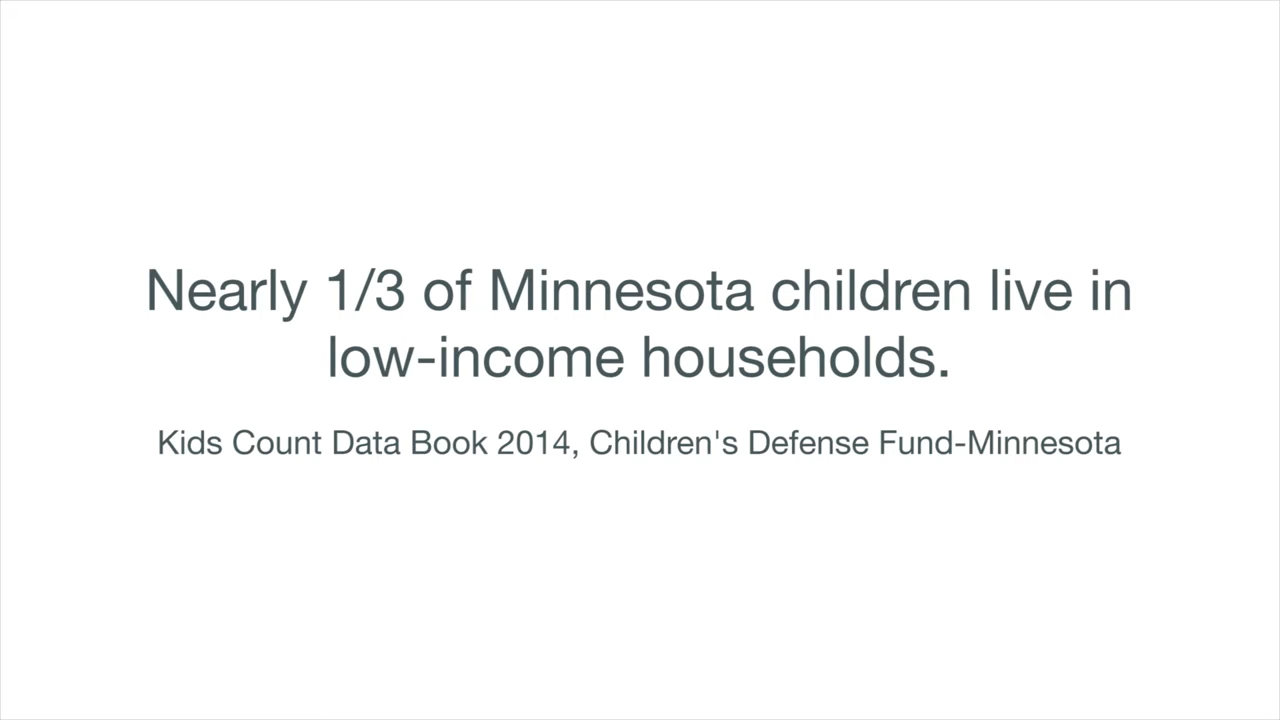 Nearly 1/3 of Minnesota children live in
low-income households.
Kids Count Data Book 2014, Children's Defense Fund-Minnesota